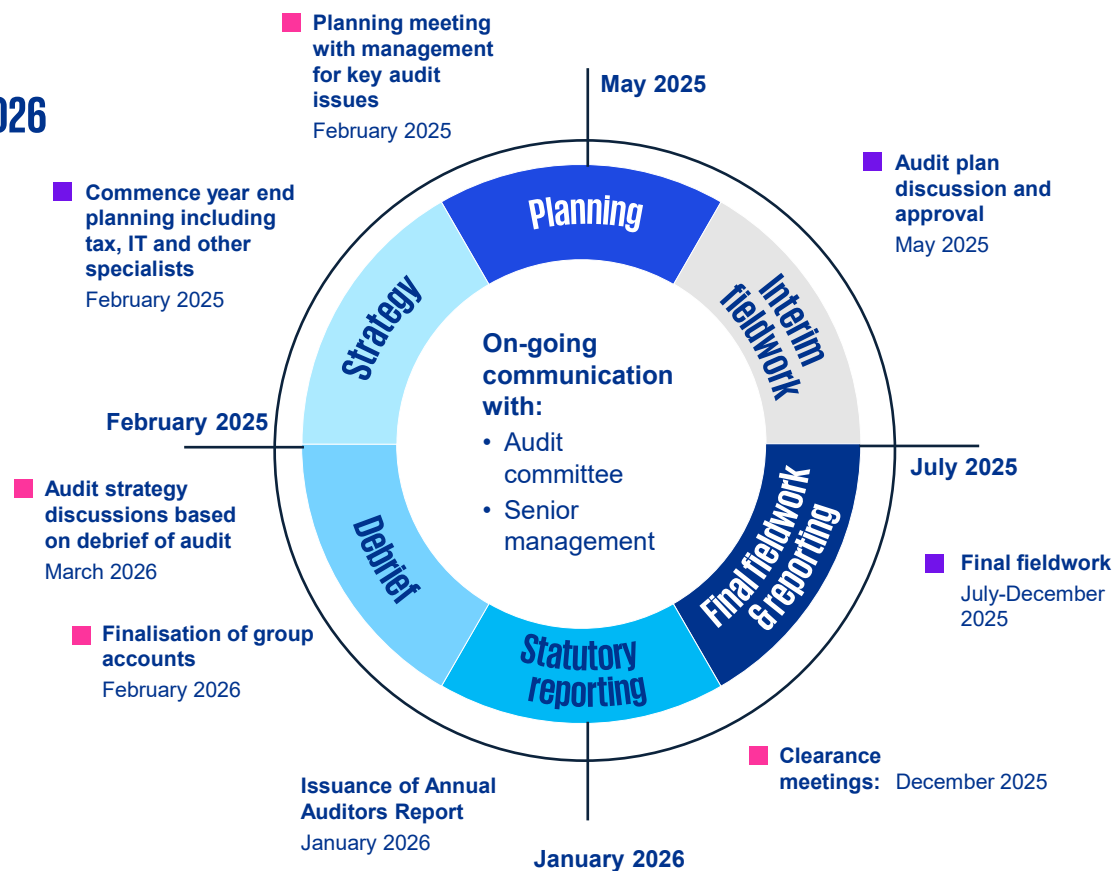 Planning meeting
with management
for key audit
issues
February 2025
May 2025
026
Audit plan
discussion and
approval
May 2025
Commence year end
planning including
tax, IT and other
specialists
February 2025
Planning
Interim
fieldwork
Strategy
On-going
communication
with:
• Audit
committee
• Senior
management
February 2025
July 2025
Audit strategy
discussions based
on debrief of audit
March 2026
Debrief
Final fieldwork
& reporting
Final fieldwork
July-December
2025
Finalisation of group
accounts
February 2026
Statutory
reporting
Clearance
meetings: December 2025
Issuance of Annual
Auditors Report
January 2026
January 2026